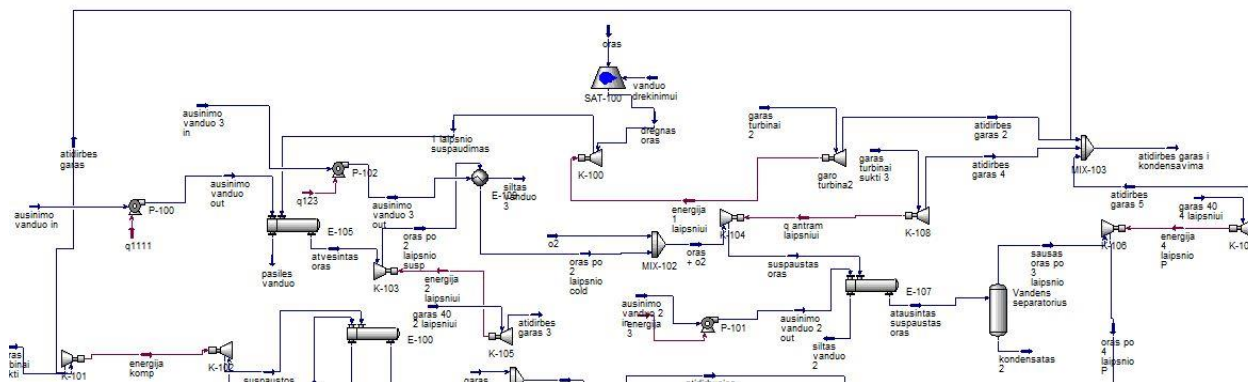 oras
SAT-100
vanduo
drekinimui
dregnas
oras
ausinimo
vanduo 3
in
P-102
q123
ausinimo
vanduo 3
out
1 laipsnio
suspaudimas
E-109
siltas
vanduo
3
K-100
garas
turbinai
2
garo
turbina2
garas
turbinai
sukti 3
atidirbes
garas 2
atidirbes
garas 4
MIX-103
atidirbes garas i
kondensavima
atidirbes
garas
ausinimo
vanduo in
P-100
q1111
ausinimo
vanduo
out
E-105
pasiles
vanduo
atvesintas
oras
K-103
oras po
2
laipsnio
susp
energija
2
laipsniui
o2
oras po
2
laipsnio
cold
MIX-102
oras
+ o2
energija
1
laipsniui
K-104
q antram
laipsniui
K-108
suspaustas
oras
atidirbes
garas 5
garas 40
4 laipsniui
K-106
energija
4
laipsnio
P
K-10
garas 40
2 laipsniui
K-105
atidirbes
garas 3
ausinimo
vanduo 2
in
energija
3
P-101
ausinimo
vanduo 2
out
E-107
siltas
vanduo
2
atausintas
suspaustas
oras
sausas
oras po
3
laipsnio
Vandens
separatorius
kondensatas
2
oras po
4
laipsnio
P
K-101
energija
komp
K-102
E-100
suspaustos
garas